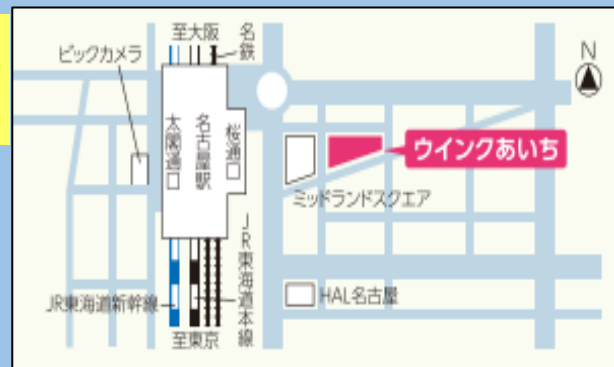 至大阪
名鉄
ビックカメラ
N
太閤通口
名古屋駅
桜通口
ウインクあいち
ミッドランドスクエア
JR東海道新幹線
JR東海道本線
HAL名古屋
至東京